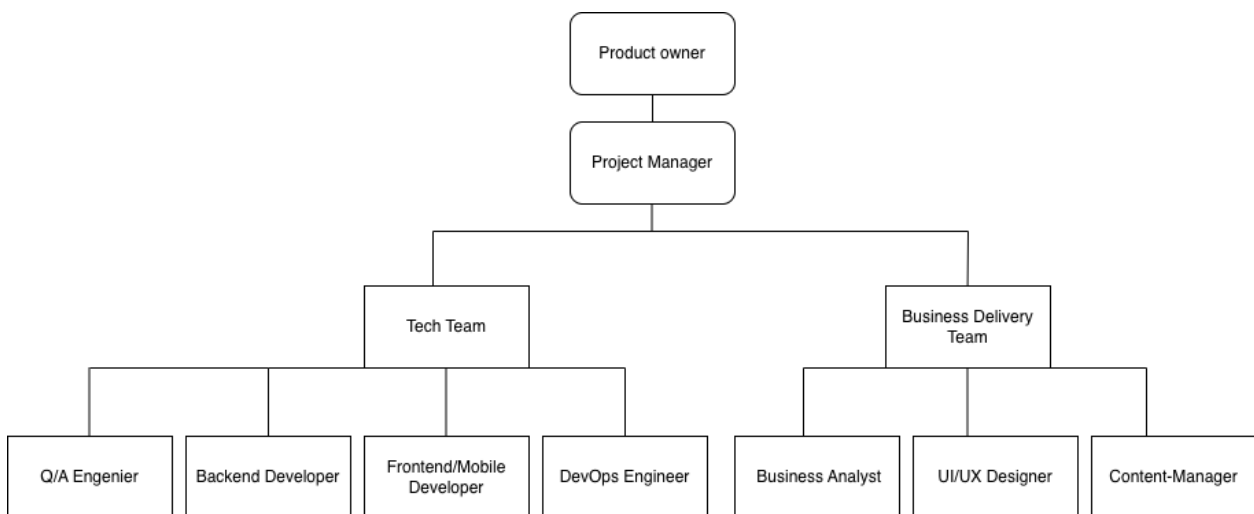 Product owner
Project Manager
Tech Team
Business Delivery
Team
Q/A Engenier
Backend Developer
Frontend/Mobile
Developer
DevOps Engineer
Business Analyst
UI/UX Designer
Content-Manager